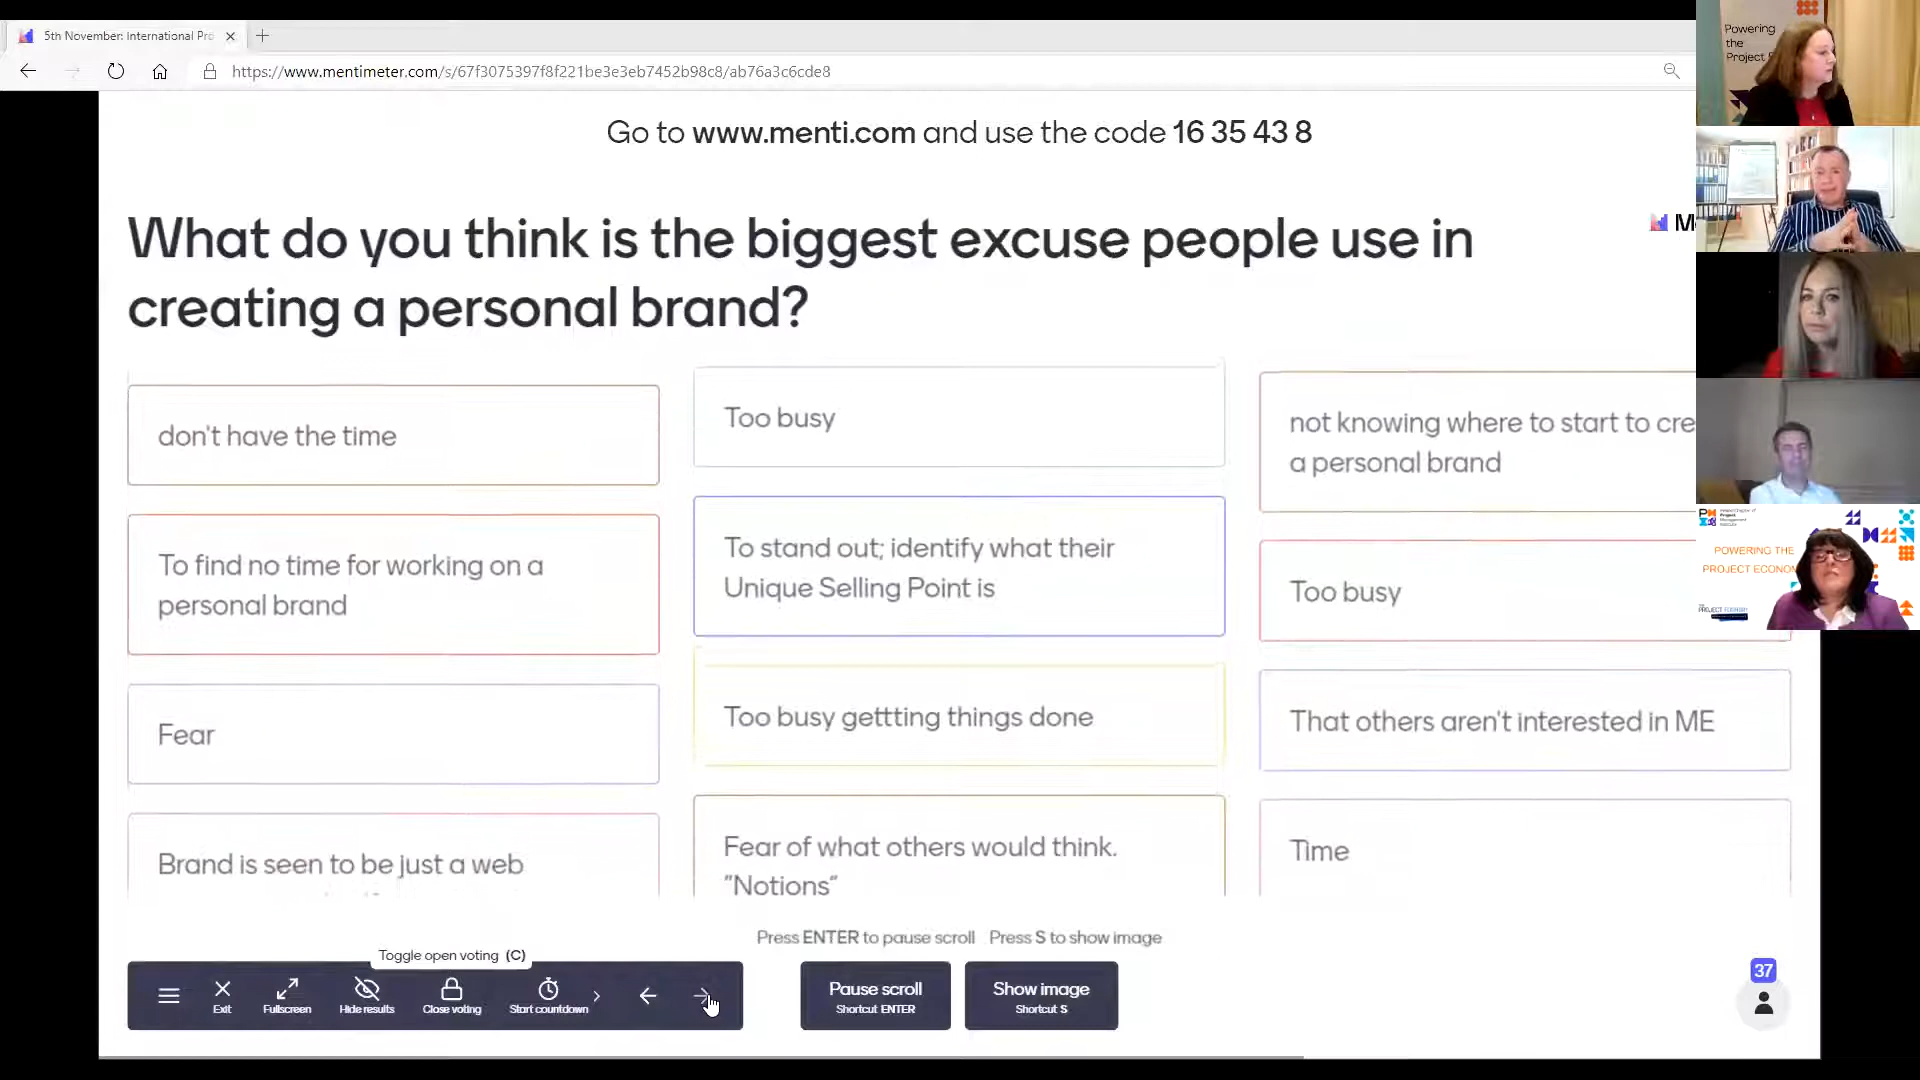 5th November: International Pro
https://www.mentimeter.com/s/67f3075397f8f221be3e3eb7452b98c8/ab76a3c6cde8
Go to www.menti.com and use the code 16 35 43 8
What do you think is the biggest excuse people use in
creating a personal brand?
M
don't have the time
To find no time for working on a
personal brand
Fear
Brand is seen to be just a web
Too busy
To stand out; identify what their
Unique Selling Point is
Too busy gettting things done
Fear of what others would think.
"Notions"
not knowing where to start to cre
a personal brand
Too busy
That others aren't interested in ME
Time
Press ENTER to pause scroll Press S to show image
Toggle open voting (C)
Exit
Fullscreen
Hide results
Close voting
Start countdown
Pause scroll
Shortcut ENTER
Show image
Shortcut S
37
Powering
the
Project
POWERING THE
PROJECT ECONOM